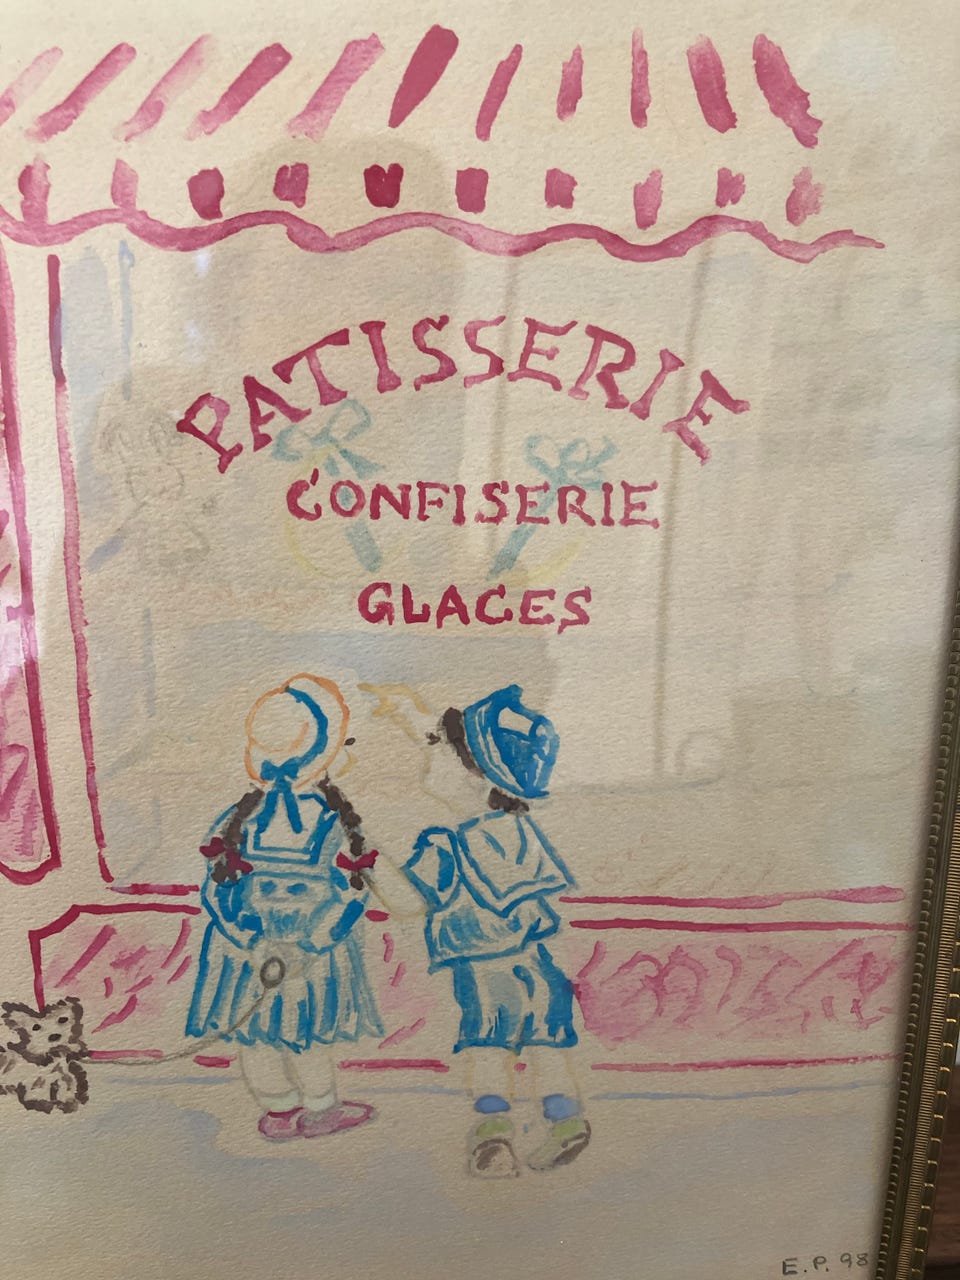 PATISSERIE
CONFISERIE
GLACES
E.P. 98